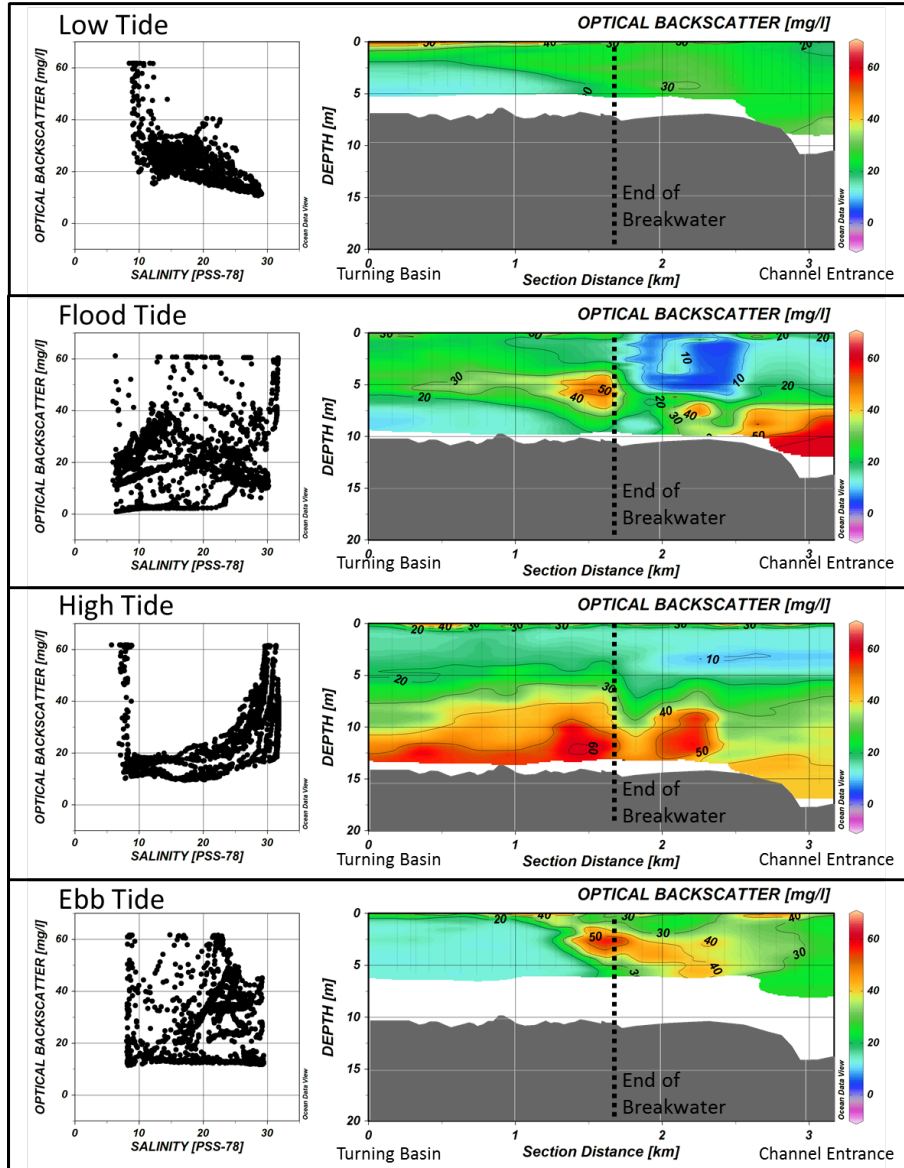 Low Tide
OPTICAL BACKSCATTER [mg/l]
60
40
20
0
0
10
20
30
SALINITY [PSS-78]
Ocean Data View
OPTICAL BACKSCATTER [mg/l]
0
5
10
15
20
DEPTH [m]
40
30
30
20
30
End of
Breakwater
0
1
2
3
Turning Basin
Section Distance [km]
Channel Entrance
60
40
20
0
Ocean Data View
Flood Tide
OPTICAL BACKSCATTER [mg/l]
60
40
20
0
0
10
20
30
SALINITY [PSS-78]
Ocean Data View
OPTICAL BACKSCATTER [mg/l]
0
5
10
15
20
DEPTH [m]
30
30
20
20
20
10
10
30
50
40
20
20
20
40
30
50
End of
Breakwater
0
1
2
3
Turning Basin
Section Distance [km]
Channel Entrance
60
40
20
0
Ocean Data View
High Tide
OPTICAL BACKSCATTER [mg/l]
60
40
20
0
0
10
20
30
SALINITY [PSS-78]
Ocean Data View
OPTICAL BACKSCATTER [mg/l]
0
5
10
15
20
DEPTH [m]
20
40
30
30
30
30
10
20
30
40
60
50
End of
Breakwater
0
1
2
3
Turning Basin
Section Distance [km]
Channel Entrance
60
40
20
0
Ocean Data View
Ebb Tide
OPTICAL BACKSCATTER [mg/l]
60
40
20
0
0
10
20
30
SALINITY [PSS-78]
Ocean Data View
OPTICAL BACKSCATTER [mg/l]
0
5
10
15
20
DEPTH [m]
20
40
30
20
40
30
50
40
30
40
3
End of
Breakwater
0
1
2
3
Turning Basin
Section Distance [km]
Channel Entrance
60
40
20
0
Ocean Data View